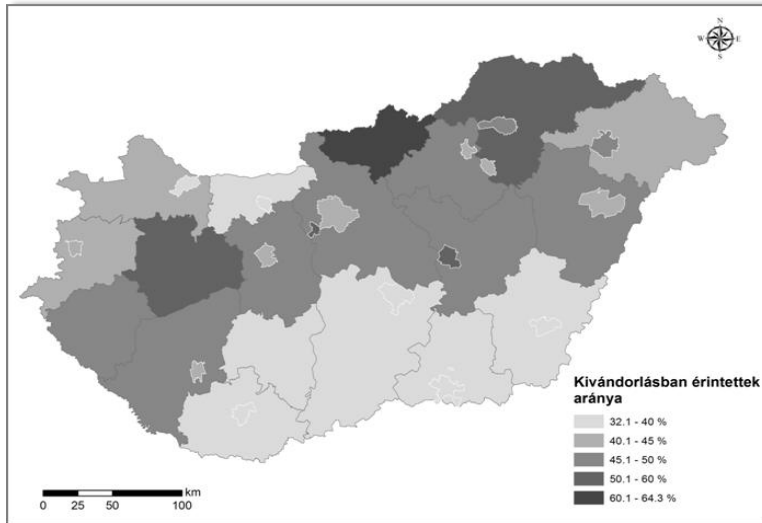 N
W E
S
Kivándorlásban érintettek
aránya
32.1 - 40 %
40.1 - 45 %
45.1 - 50 %
50.1 - 60 %
60.1 - 64.3 %
km
0 25 50 100